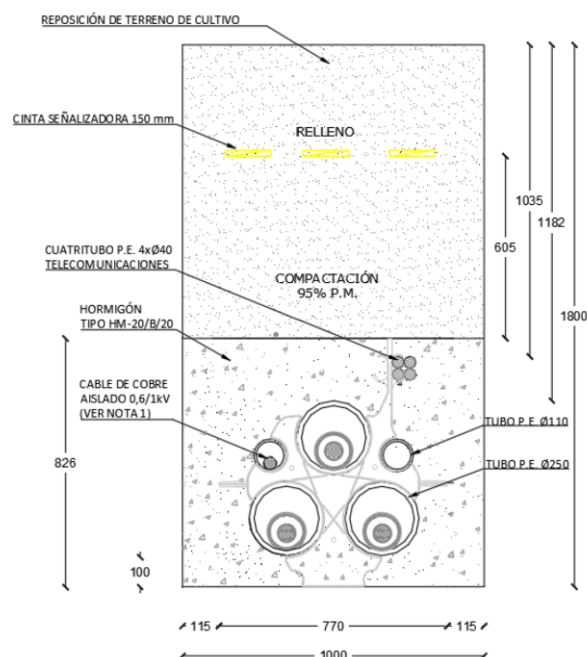 REPOSICIÓN DE TERRENO DE CULTIVO
CINTA SEÑALIZADORA 150 mm
RELLENO
1035
1182
605
CUATRITUBO P.E. 4xØ40
TELECOMUNICACIONES
COMPACTACIÓN
95% P.M.
1800
HORMIGÓN
TIPO HM-20/B/20
CABLE DE COBRE
AISLADO 0,6/1kV
(VER NOTA 1)
TUBO P.E. Ø110
826
TUBO P.E. Ø250
100
115
770
115
1000